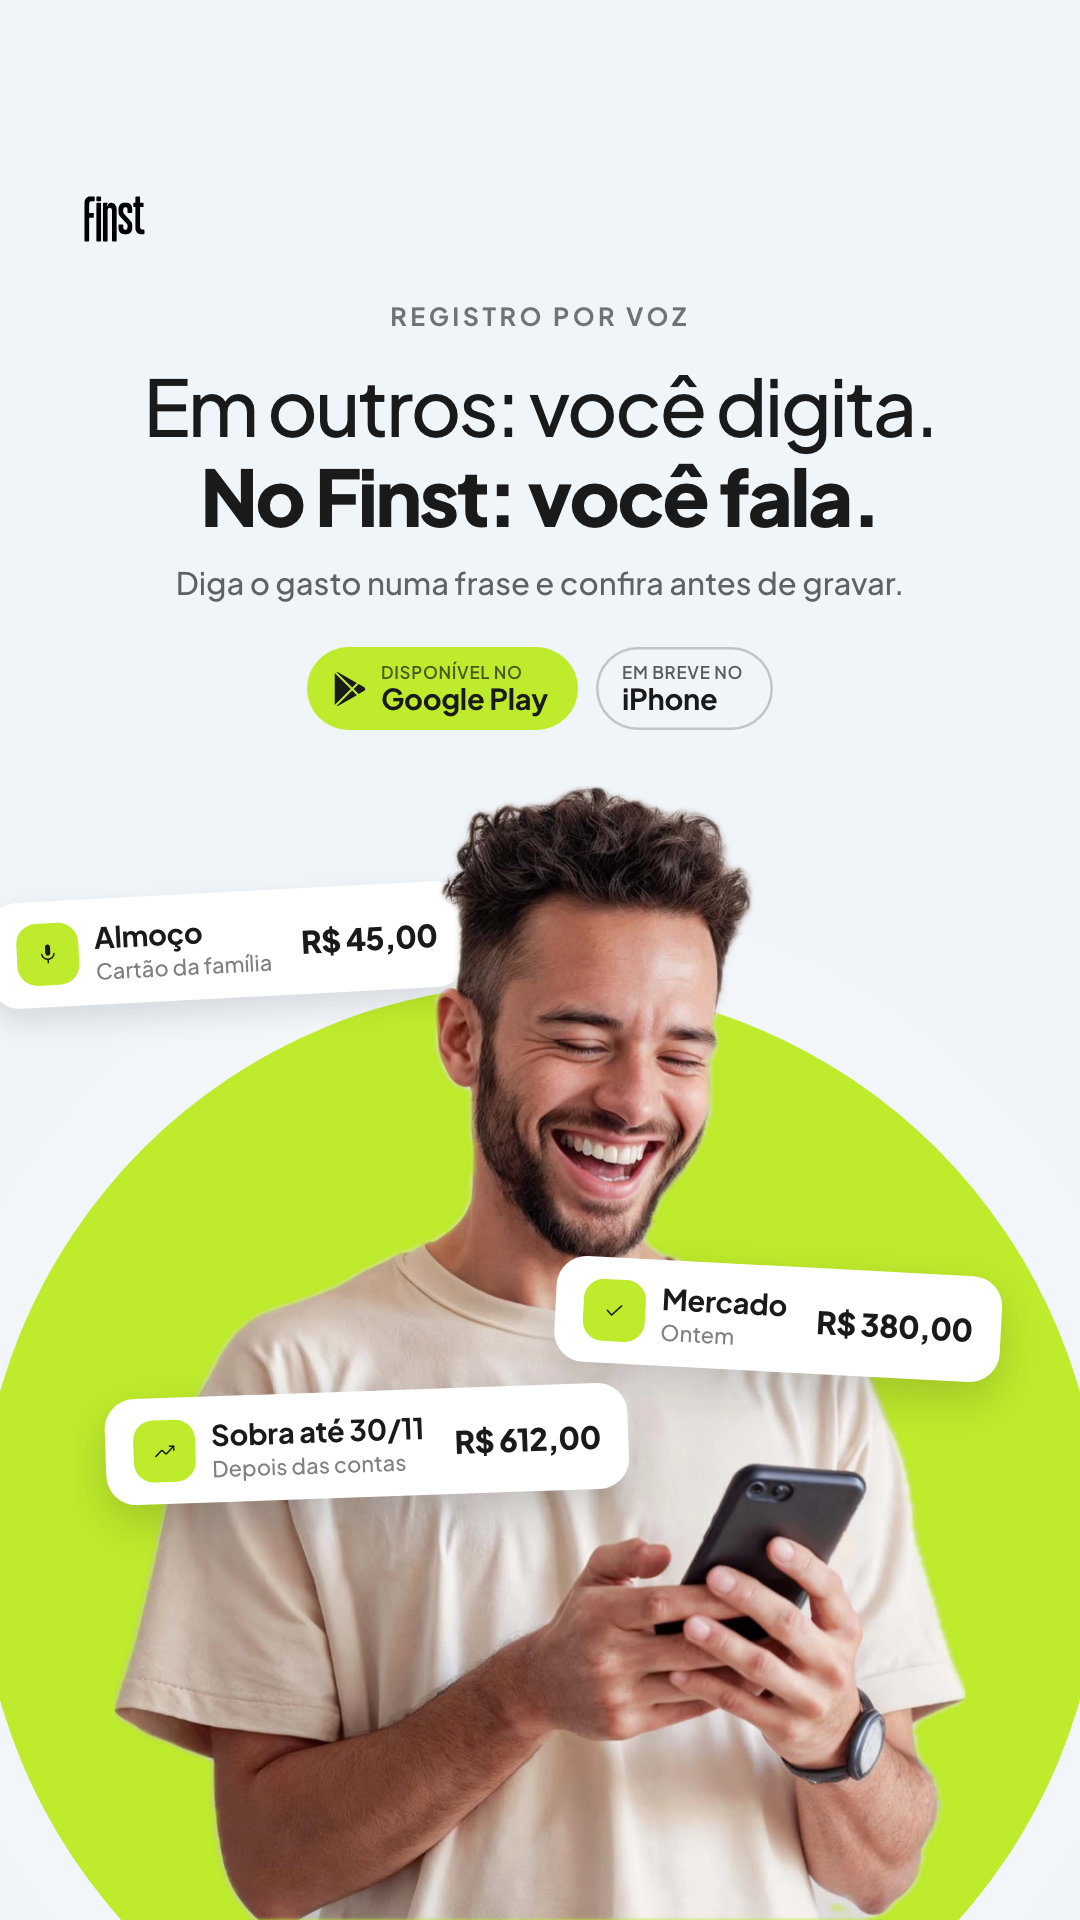 Finst
REGISTRO POR VOZ
Em outros: você digita.
No Finst: você fala.
Diga o gasto numa frase e confira antes de gravar.
DISPONÍVEL NO
Google Play
EM BREVE NO
iPhone
Almoço
Cartão da família
R$ 45,00
Mercado
Ontem
R$ 380,00
Sobra até 30/11
Depois das contas
R$ 612,00